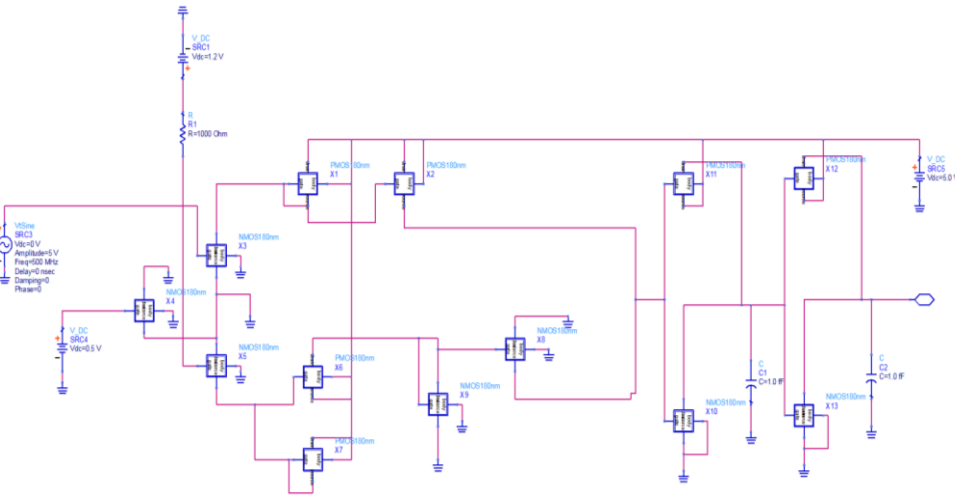 V_DC
SRC1
Vdc=1.2 V
R
R1
R=1000 Ohm
PMOS180nm
X1
PMOS180nm
X2
PMOS180nm
X11
PMOS180nm
X12
V_DC
SRC5
Vdc=5.0 V
VtSine
SRC3
Vdc=0 V
Amplitude=5 V
Freq=500 MHz
Delay=0 nsec
Damping=0
Phase=0
NMOS180nm
X3
NMOS180nm
X4
V_DC
SRC4
Vdc=0.5 V
NMOS180nm
X5
PMOS180nm
X6
NMOS180nm
X8
NMOS180nm
X9
C
C1
C=1.0 fF
C
C2
C=1.0 fF
NMOS180nm
X10
NMOS180nm
X13
PMOS180nm
X7